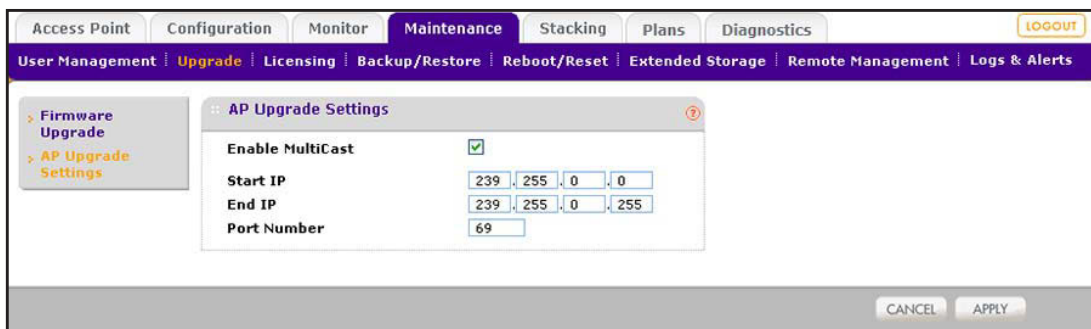 Access Point Configuration Monitor Maintenance Stacking Plans Diagnostics LOGOUT
User Management Upgrade Licensing Backup/Restore Reboot/Reset Extended Storage Remote Management Logs & Alerts
Firmware
Upgrade
AP Upgrade
Settings
AP Upgrade Settings ?
Enable MultiCast
Start IP 239 . 255 . 0 . 0
End IP 239 . 255 . 0 . 255
Port Number 69
CANCEL APPLY